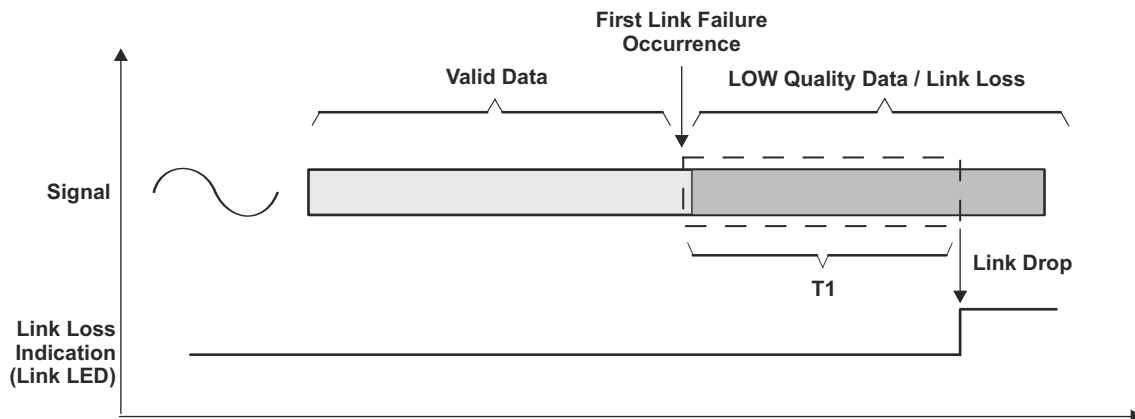 First Link Failure
Occurrence
Valid Data
LOW Quality Data / Link Loss
Signal
T1
Link Drop
Link Loss
Indication
(Link LED)